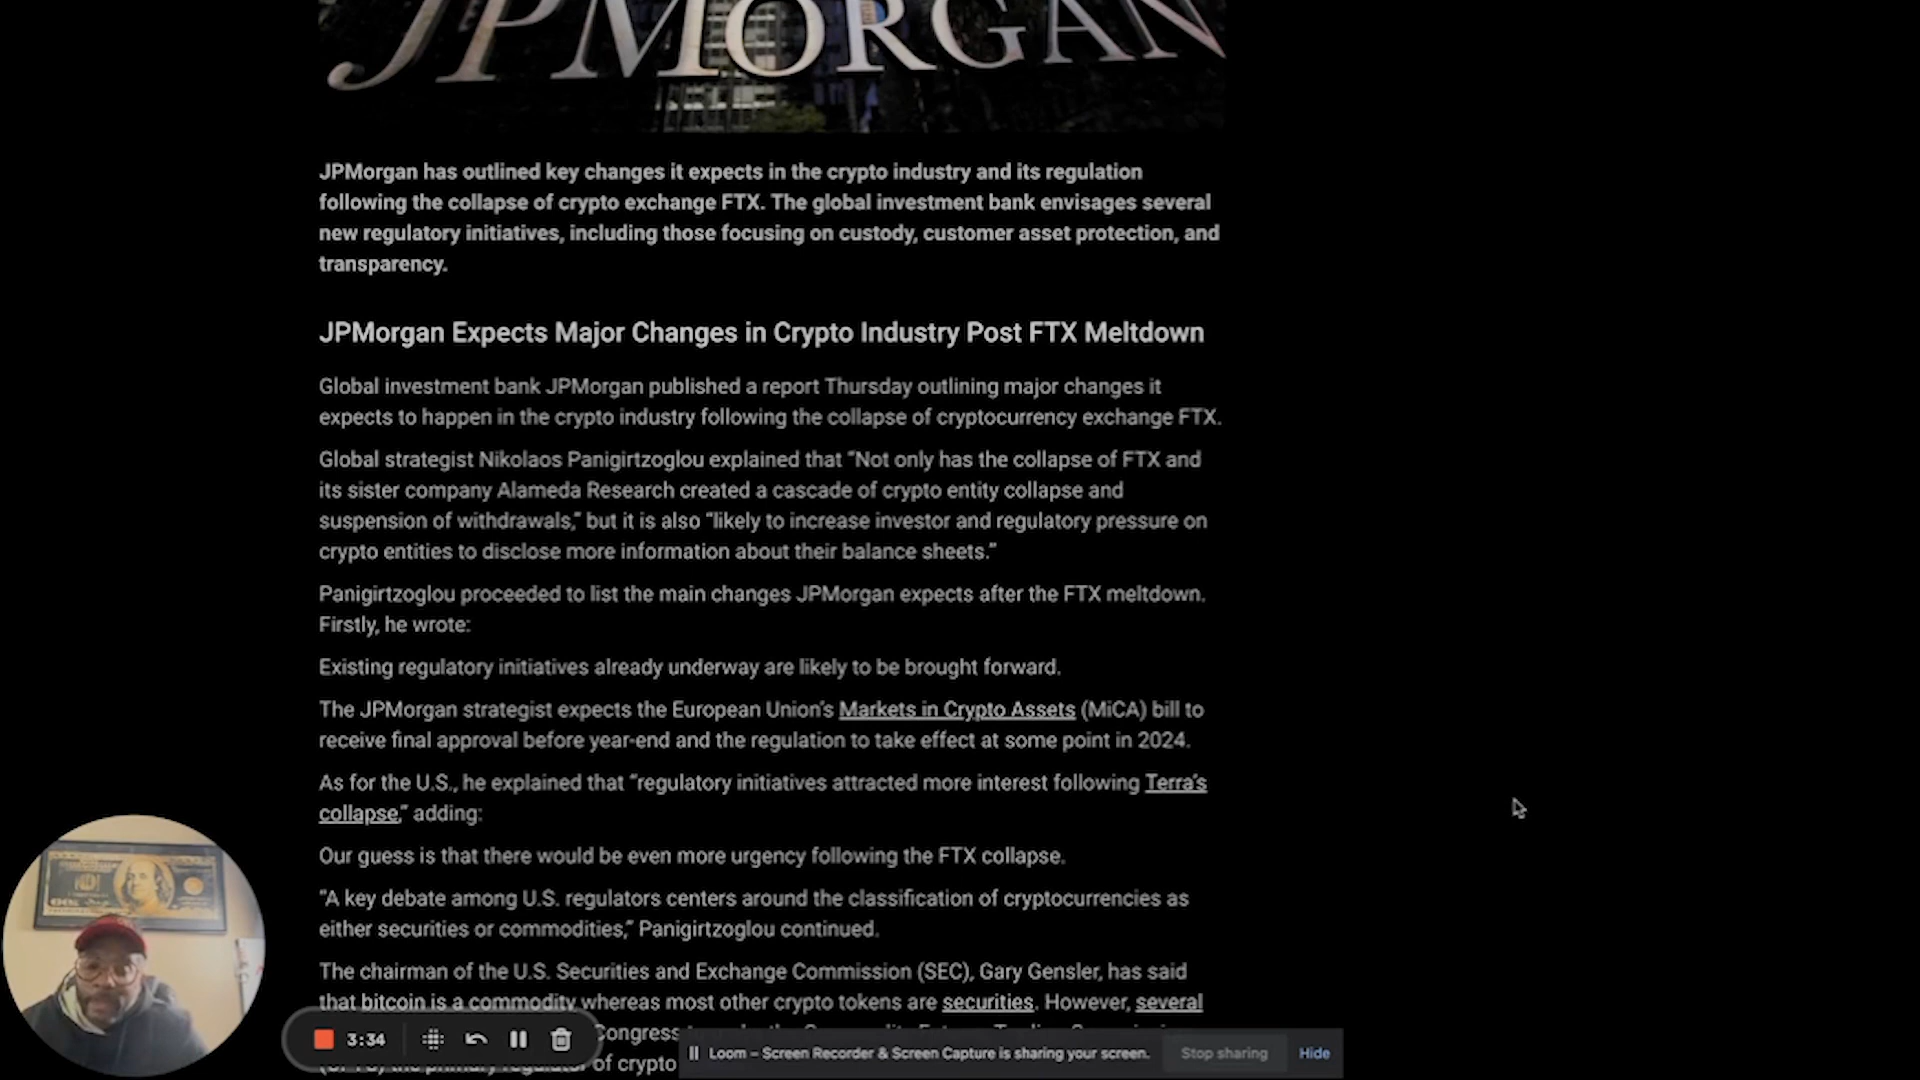 JPMORGAN
JPMorgan has outlined key changes it expects in the crypto industry and its regulation
following the collapse of crypto exchange FTX. The global investment bank envisages several
new regulatory initiatives, including those focusing on custody, customer asset protection, and
transparency.
JPMorgan Expects Major Changes in Crypto Industry Post FTX Meltdown
Global investment bank JPMorgan published a report Thursday outlining major changes it
expects to happen in the crypto industry following the collapse of cryptocurrency exchange FTX.
Global strategist Nikolaos Panigirtzoglou explained that “Not only has the collapse of FTX and
its sister company Alameda Research created a cascade of crypto entity collapse and
suspension of withdrawals,” but it is also “likely to increase investor and regulatory pressure on
crypto entities to disclose more information about their balance sheets.”
Panigirtzoglou proceeded to list the main changes JPMorgan expects after the FTX meltdown.
Firstly, he wrote:
Existing regulatory initiatives already underway are likely to be brought forward.
The JPMorgan strategist expects the European Union’s Markets in Crypto Assets (MiCA) bill to
receive final approval before year-end and the regulation to take effect at some point in 2024.
As for the U.S., he explained that “regulatory initiatives attracted more interest following Terra’s
collapse,” adding:
Our guess is that there would be even more urgency following the FTX collapse.
“A key debate among U.S. regulators centers around the classification of cryptocurrencies as
either securities or commodities,” Panigirtzoglou continued.
The chairman of the U.S. Securities and Exchange Commission (SEC), Gary Gensler, has said
that bitcoin is a commodity whereas most other crypto tokens are securities. However, several
Congress
of crypto
3:34
Loom – Screen Recorder & Screen Capture is sharing your screen.
Stop sharing
Hide